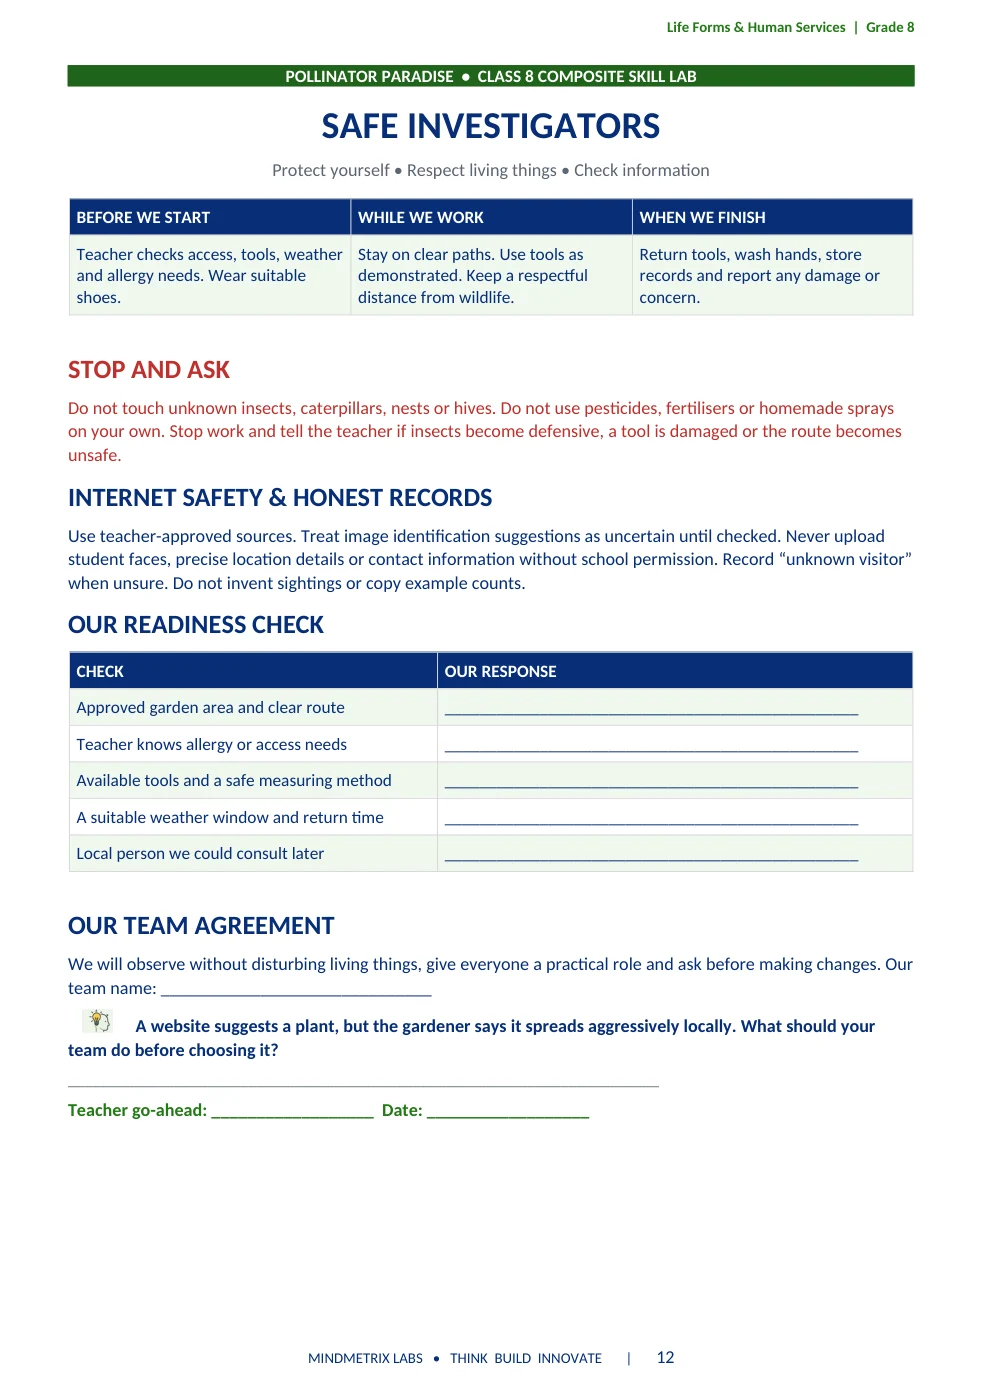 Life Forms & Human Services | Grade 8
POLLINATOR PARADISE ● CLASS 8 COMPOSITE SKILL LAB
SAFE INVESTIGATORS
Protect yourself • Respect living things • Check information
BEFORE WE START
Teacher checks access, tools, weather
and allergy needs. Wear suitable
shoes.
WHILE WE WORK
Stay on clear paths. Use tools as
demonstrated. Keep a respectful
distance from wildlife.
WHEN WE FINISH
Return tools, wash hands, store
records and report any damage or
concern.
STOP AND ASK
Do not touch unknown insects, caterpillars, nests or hives. Do not use pesticides, fertilisers or homemade sprays
on your own. Stop work and tell the teacher if insects become defensive, a tool is damaged or the route becomes
unsafe.
INTERNET SAFETY & HONEST RECORDS
Use teacher-approved sources. Treat image identification suggestions as uncertain until checked. Never upload
student faces, precise location details or contact information without school permission. Record “unknown visitor”
when unsure. Do not invent sightings or copy example counts.
OUR READINESS CHECK
CHECK OUR RESPONSE
Approved garden area and clear route ______________________________________________
Teacher knows allergy or access needs ______________________________________________
Available tools and a safe measuring method ______________________________________________
A suitable weather window and return time ______________________________________________
Local person we could consult later ______________________________________________
OUR TEAM AGREEMENT
We will observe without disturbing living things, give everyone a practical role and ask before making changes. Our
team name: ______________________________
A website suggests a plant, but the gardener says it spreads aggressively locally. What should your
team do before choosing it?
__________________________________________________________________
Teacher go-ahead: __________________ Date: __________________
MINDMETRIX LABS ● THINK BUILD INNOVATE | 12